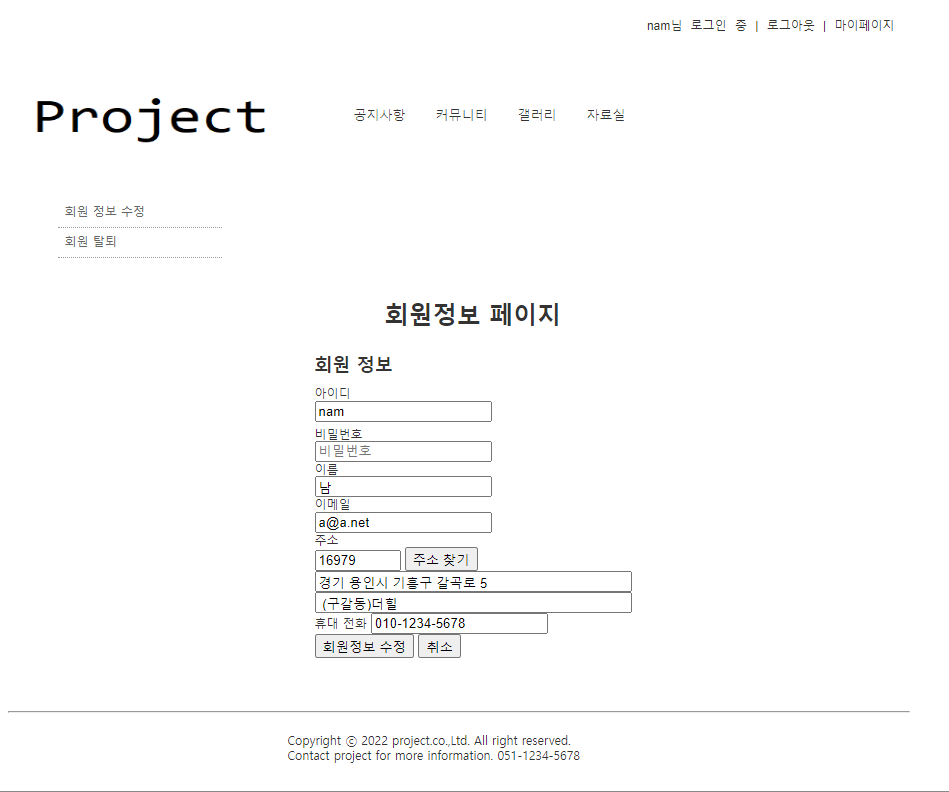 nam님 로그인 중 | 로그아웃 | 마이페이지
Project
공지사항 커뮤니티 갤러리 자료실
회원 정보 수정
회원 탈퇴
회원정보 페이지
회원 정보
아이디
nam
비밀번호
비밀번호
이름
남
이메일
a@a.net
주소
16979 주소 찾기
경기 용인시 기흥구 갈곡로 5
(구갈동)더힐
휴대 전화 010-1234-5678
회원정보 수정 취소
Copyright ⓒ 2022 project.co.,Ltd. All right reserved.
Contact project for more information. 051-1234-5678